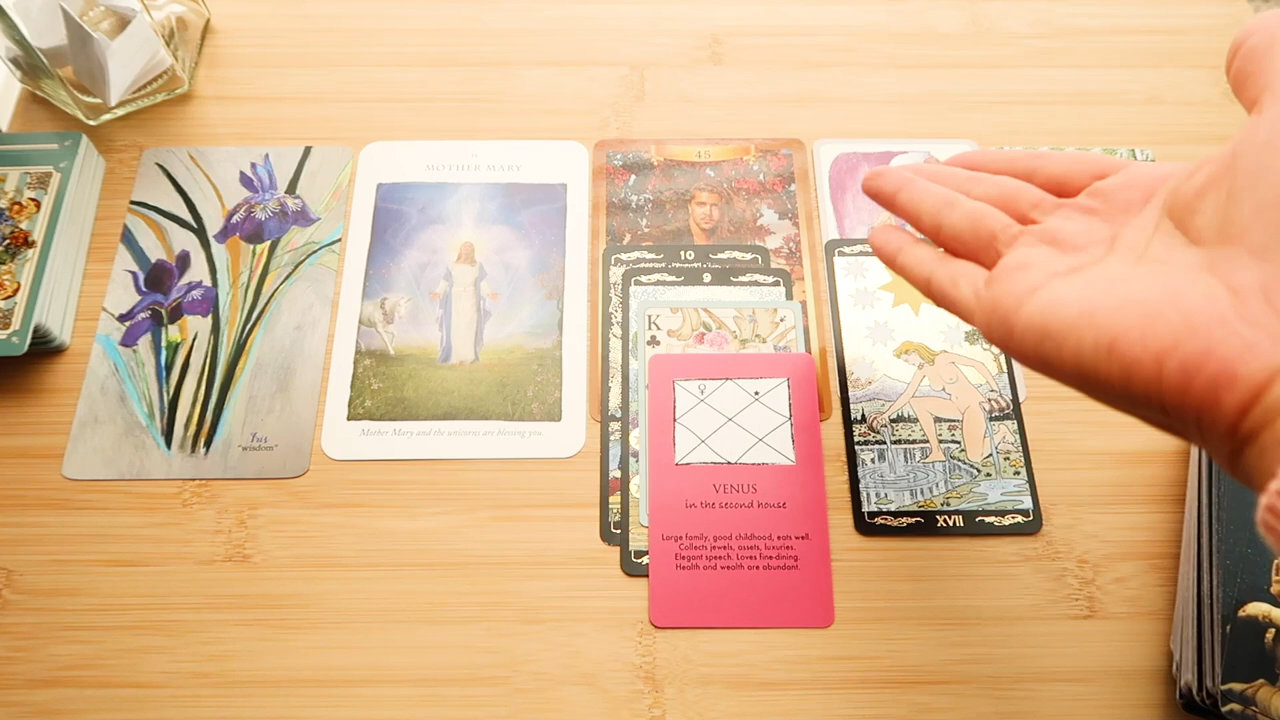 Iris
"wisdom"
MOTHER MARY
Mother Mary and the unicorns are blessing you.
45
10
9
K
VENUS
in the second house
Large family, good childhood, eats well.
Collects jewels, assets, luxuries.
Elegant speech. Loves fine-dining.
Health and wealth are abundant.
XVII